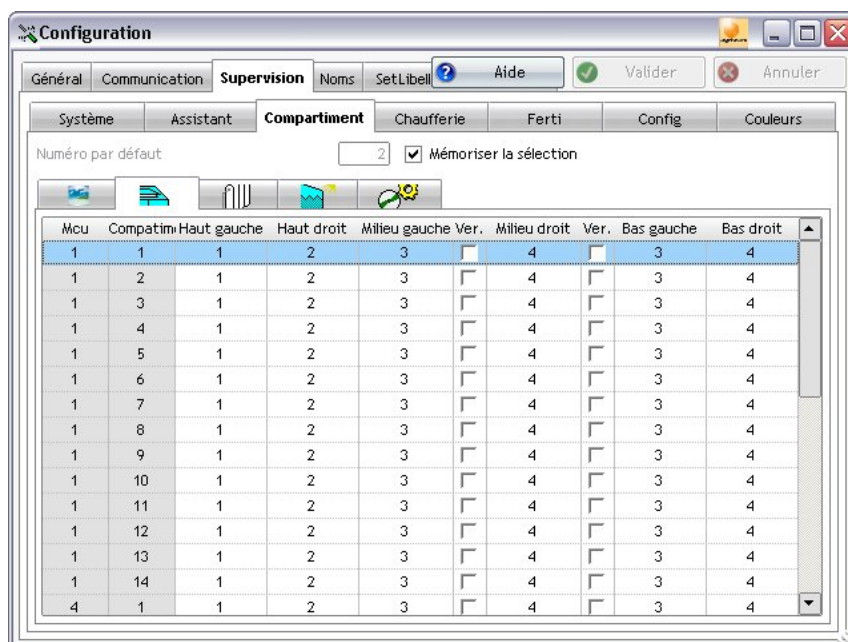 Configuration
Général Communication Supervision Noms SetLibell Aide Valider Annuler
Système Assistant Compartiment Chaufferie Ferti Config Couleurs
Numéro par défaut 2 Mémoriser la sélection
Mcu Compatim Haut gauche Haut droit Milieu gauche Ver. Milieu droit Ver. Bas gauche Bas droit
1 1 1 2 3 4 3 4
1 2 1 2 3 4 3 4
1 3 1 2 3 4 3 4
1 4 1 2 3 4 3 4
1 5 1 2 3 4 3 4
1 6 1 2 3 4 3 4
1 7 1 2 3 4 3 4
1 8 1 2 3 4 3 4
1 9 1 2 3 4 3 4
1 10 1 2 3 4 3 4
1 11 1 2 3 4 3 4
1 12 1 2 3 4 3 4
1 13 1 2 3 4 3 4
1 14 1 2 3 4 3 4
4 1 1 2 3 4 3 4